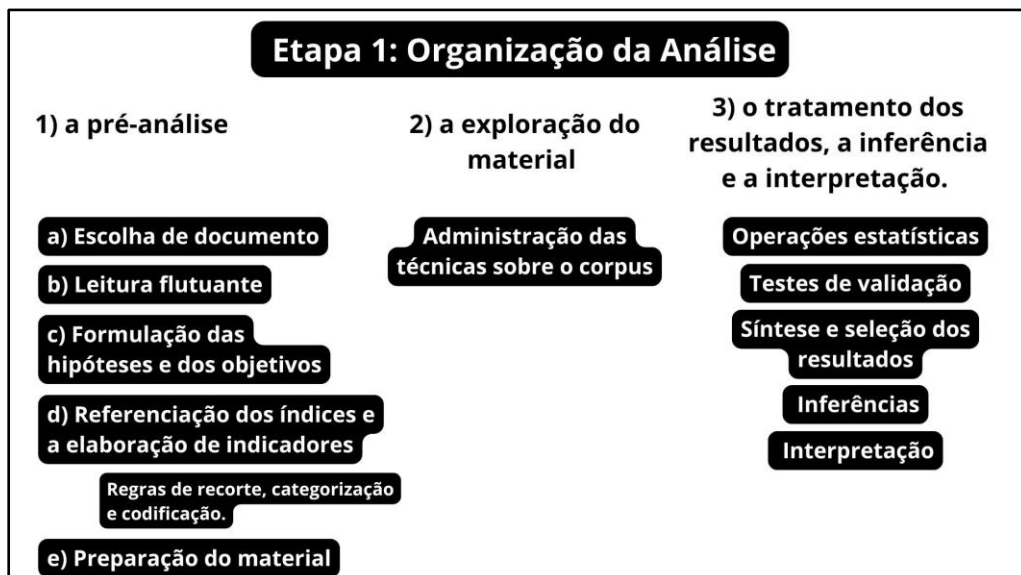 Etapa 1: Organização da Análise
1) a pré-análise
a) Escolha de documento
b) Leitura flutuante
c) Formulação das
hipóteses e dos objetivos
d) Referenciação dos índices e
a elaboração de indicadores
Regras de recorte, categorização
e codificação.
e) Preparação do material
2) a exploração do
material
Administração das
técnicas sobre o corpus
3) o tratamento dos
resultados, a inferência
e a interpretação.
Operações estatísticas
Testes de validação
Síntese e seleção dos
resultados
Inferências
Interpretação